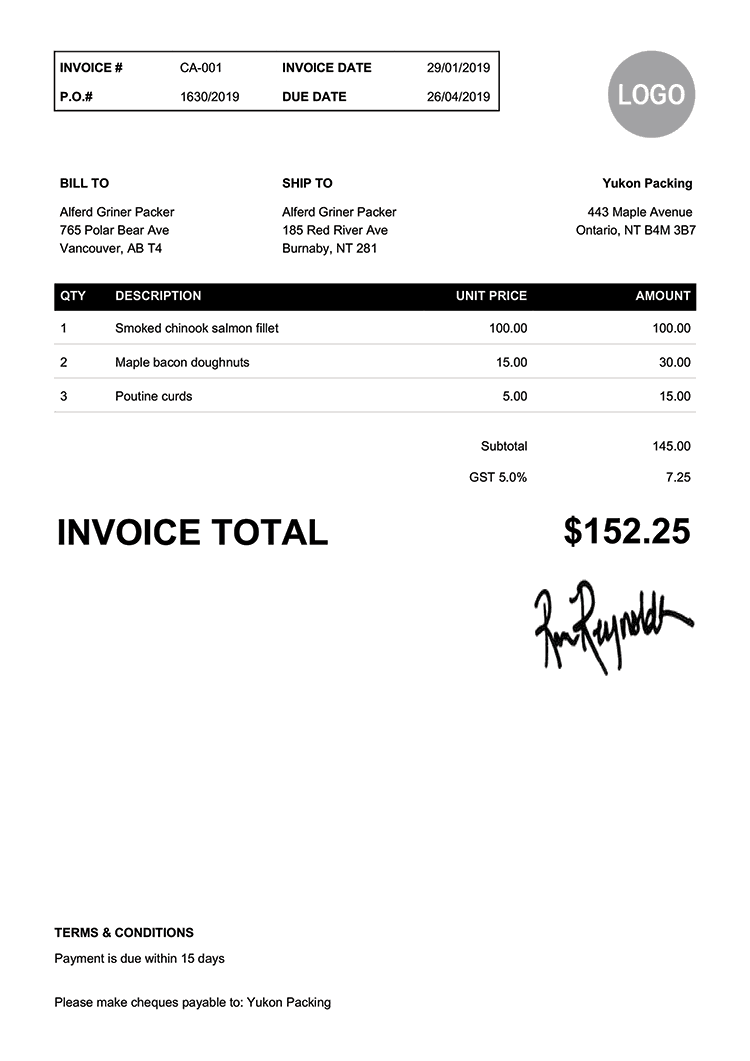 INVOICE # CA-001 INVOICE DATE 29/01/2019
P.O.# 1630/2019 DUE DATE 26/04/2019
LOGO
BILL TO SHIP TO Yukon Packing
Alferd Griner Packer Alferd Griner Packer 443 Maple Avenue
765 Polar Bear Ave 185 Red River Ave Ontario, NT B4M 3B7
Vancouver, AB T4 Burnaby, NT 281
QTY DESCRIPTION UNIT PRICE AMOUNT
1 Smoked chinook salmon fillet 100.00 100.00
2 Maple bacon doughnuts 15.00 30.00
3 Poutine curds 5.00 15.00
Subtotal 145.00
GST 5.0% 7.25
INVOICE TOTAL $152.25
TERMS & CONDITIONS
Payment is due within 15 days
Please make cheques payable to: Yukon Packing